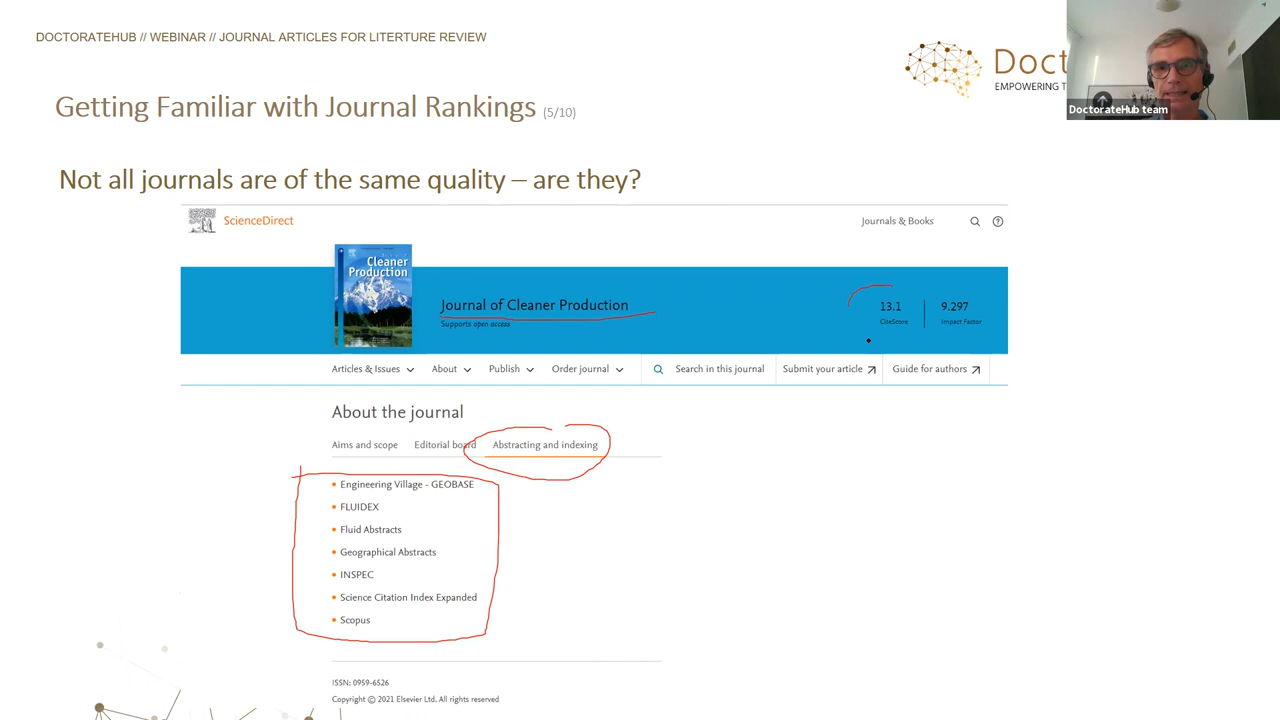 DOCTORATEHUB // WEBINAR // JOURNAL ARTICLES FOR LITERTURE REVIEW
Doct
EMPOWERING T
DoctorateHub team
Getting Familiar with Journal Rankings (5/10)
Not all journals are of the same quality – are they?
ScienceDirect
Journals & Books
Cleaner
Production
Journal of Cleaner Production
Supports open access
13.1
CiteScore
9.297
Impact Factor
Articles & Issues
About
Publish
Order journal
Search in this journal
Submit your article
Guide for authors
About the journal
Aims and scope
Editorial board
Abstracting and indexing
Engineering Village - GEOBASE
FLUIDEX
Fluid Abstracts
Geographical Abstracts
INSPEC
Science Citation Index Expanded
Scopus
ISSN: 0959-6526
Copyright © 2021 Elsevier Ltd. All rights reserved